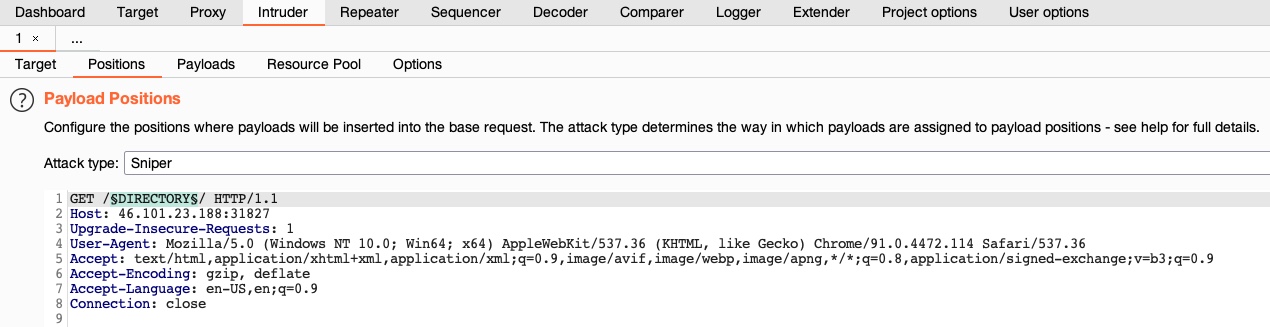 Dashboard Target Proxy Intruder Repeater Sequencer Decoder Comparer Logger Extender Project options User options
1 × ...
Target Positions Payloads Resource Pool Options
? Payload Positions
Configure the positions where payloads will be inserted into the base request. The attack type determines the way in which payloads are assigned to payload positions - see help for full details.
Attack type: Sniper
1 GET /§DIRECTORY§/ HTTP/1.1
2 Host: 46.101.23.188:31827
3 Upgrade-Insecure-Requests: 1
4 User-Agent: Mozilla/5.0 (Windows NT 10.0; Win64; x64) AppleWebKit/537.36 (KHTML, like Gecko) Chrome/91.0.4472.114 Safari/537.36
5 Accept: text/html,application/xhtml+xml,application/xml;q=0.9,image/avif,image/webp,image/apng,*/*;q=0.8,application/signed-exchange;v=b3;q=0.9
6 Accept-Encoding: gzip, deflate
7 Accept-Language: en-US,en;q=0.9
8 Connection: close
9